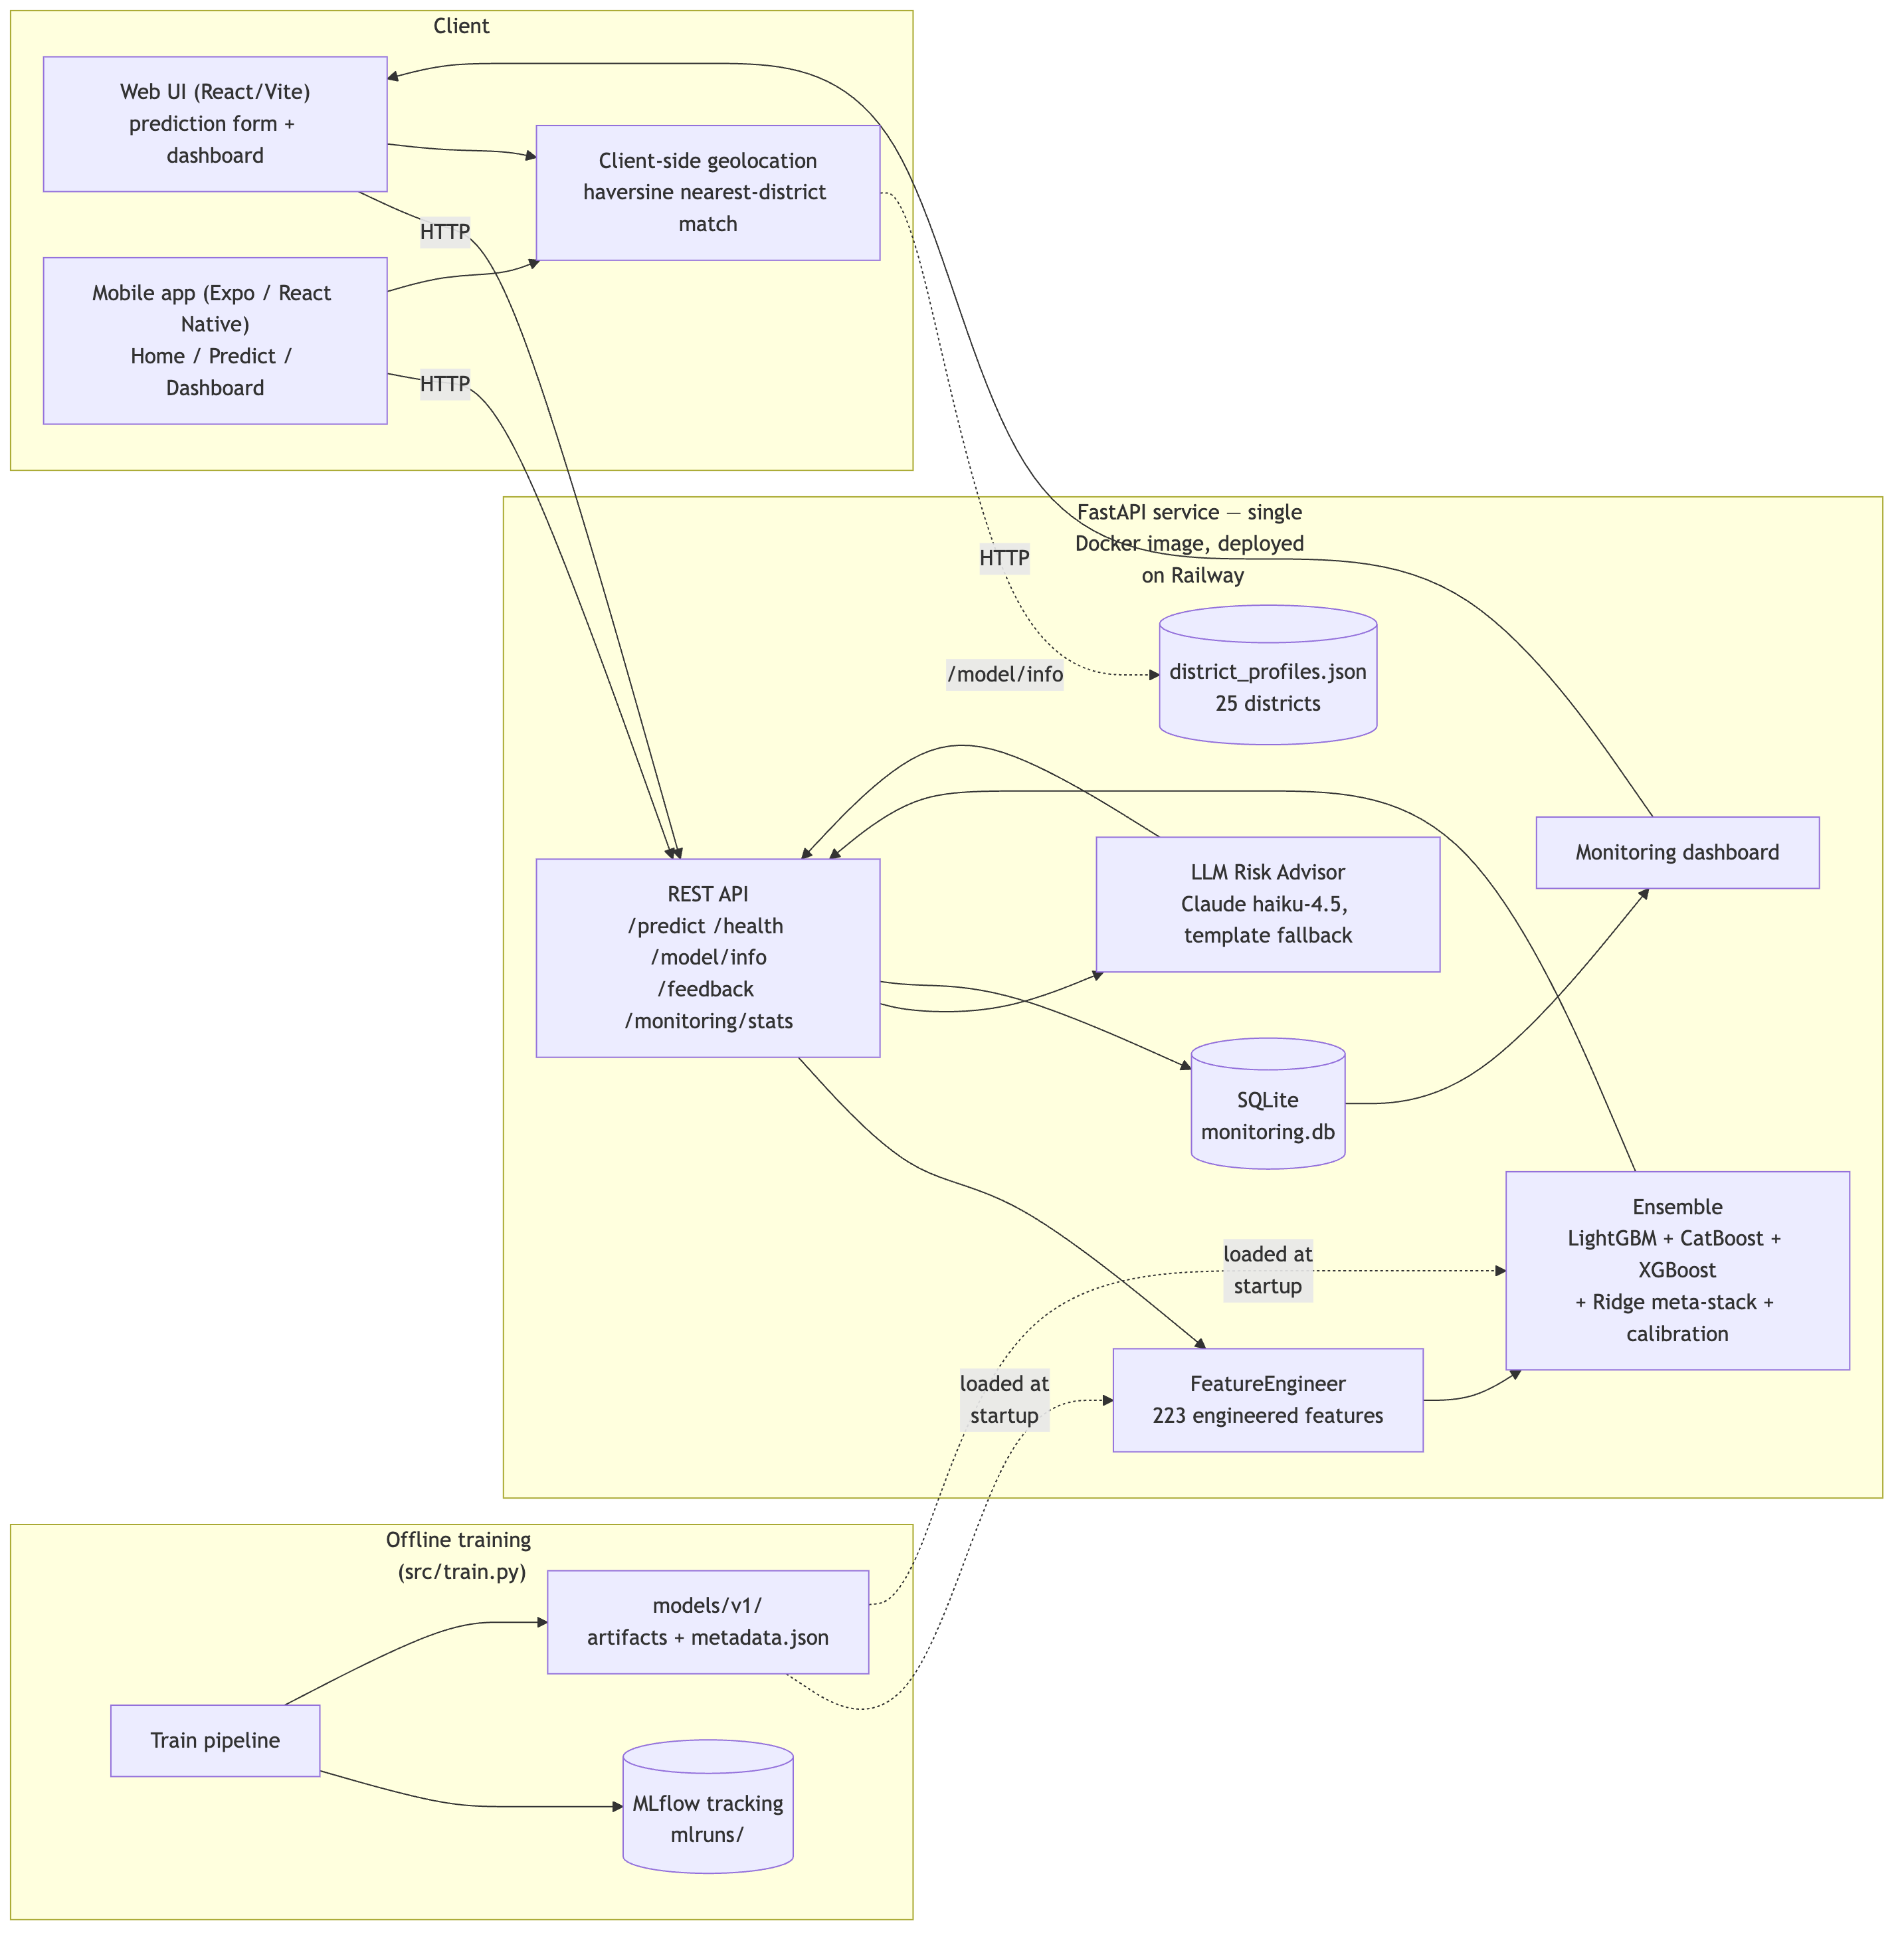 Client
Web UI (React/Vite)
prediction form +
dashboard
Client-side geolocation
haversine nearest-district
match
HTTP
Mobile app (Expo / React
Native)
Home / Predict /
Dashboard
HTTP
FastAPI service — single
Docker image, deployed
on Railway
HTTP
/model/info
district_profiles.json
25 districts
REST API
/predict /health
/model/info
/feedback
/monitoring/stats
LLM Risk Advisor
Claude haiku-4.5,
template fallback
Monitoring dashboard
SQLite
monitoring.db
Ensemble
LightGBM + CatBoost +
XGBoost
+ Ridge meta-stack +
calibration
loaded at
startup
loaded at
startup
FeatureEngineer
223 engineered features
Offline training
(src/train.py)
models/v1/
artifacts + metadata.json
Train pipeline
MLflow tracking
mlruns/